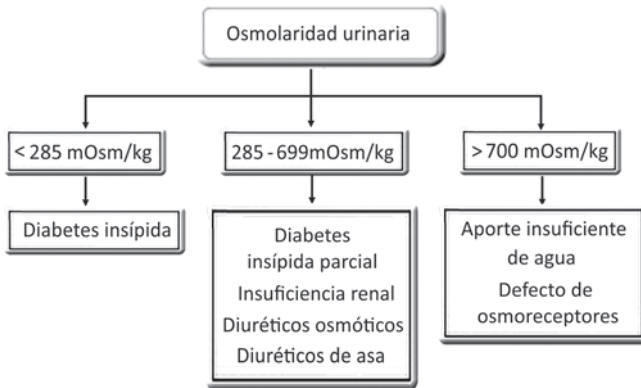 Osmolaridad urinaria
< 285 mOsm/kg
285 - 699mOsm/kg
> 700 mOsm/kg
Diabetes insípida
Diabetes
insípida parcial
Insuficiencia renal
Diuréticos osmóticos
Diuréticos de asa
Aporte insuficiente
de agua
Defecto de
osmoreceptores